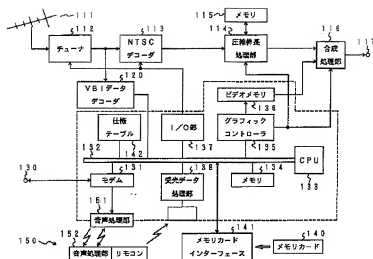 111
112
113
115
メモリ
114
116
117
チューナ
NTSC
デコーダ
圧縮伸長
処理部
合成
処理部
120
VBIデータ
デコーダ
ビデオメモリ
136
仕様
テーブル
I/O部
グラフィック
コントローラ
132
142
137
135
CPU
133
130
131
138
134
モデム
受光データ
処理部
メモリ
151
音声処理部
141
140
150
152
音声処理部
リモコン
メモリカード
インターフェース
メモリカード